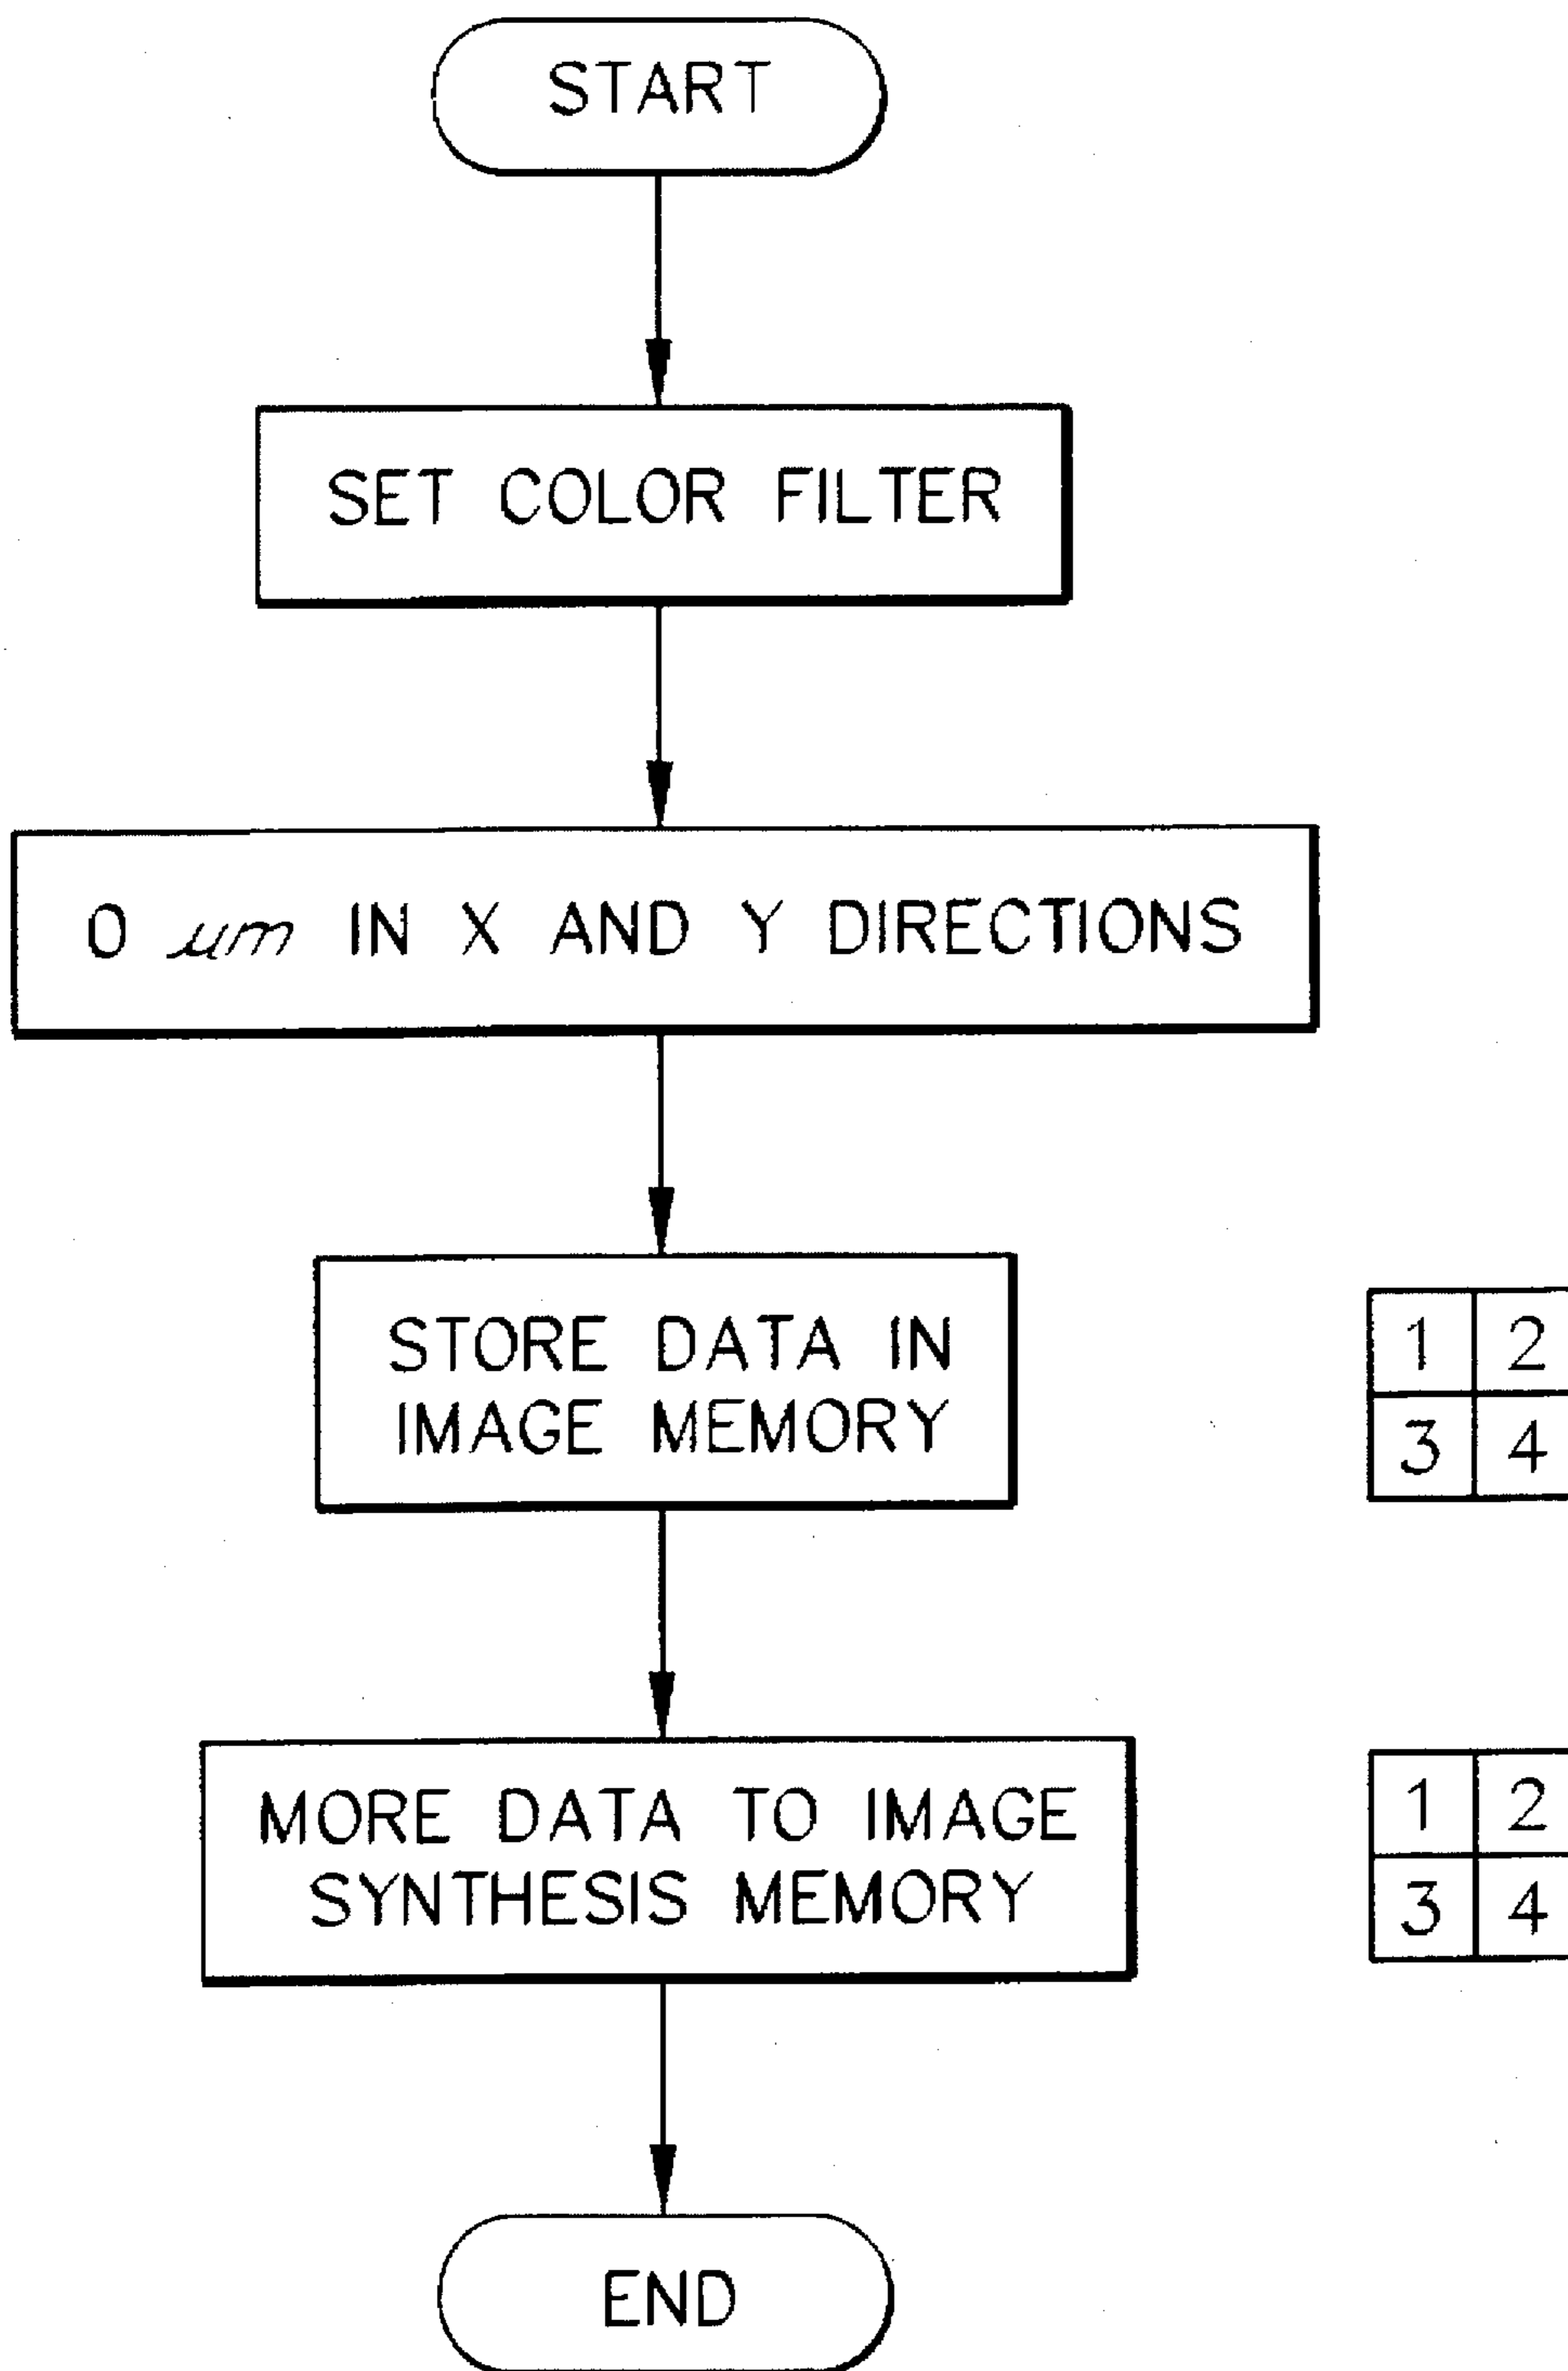 START
SET COLOR FILTER
0 μm IN X AND Y DIRECTIONS
STORE DATA IN
IMAGE MEMORY
1 2
3 4
MORE DATA TO IMAGE
SYNTHESIS MEMORY
1 2
3 4
END